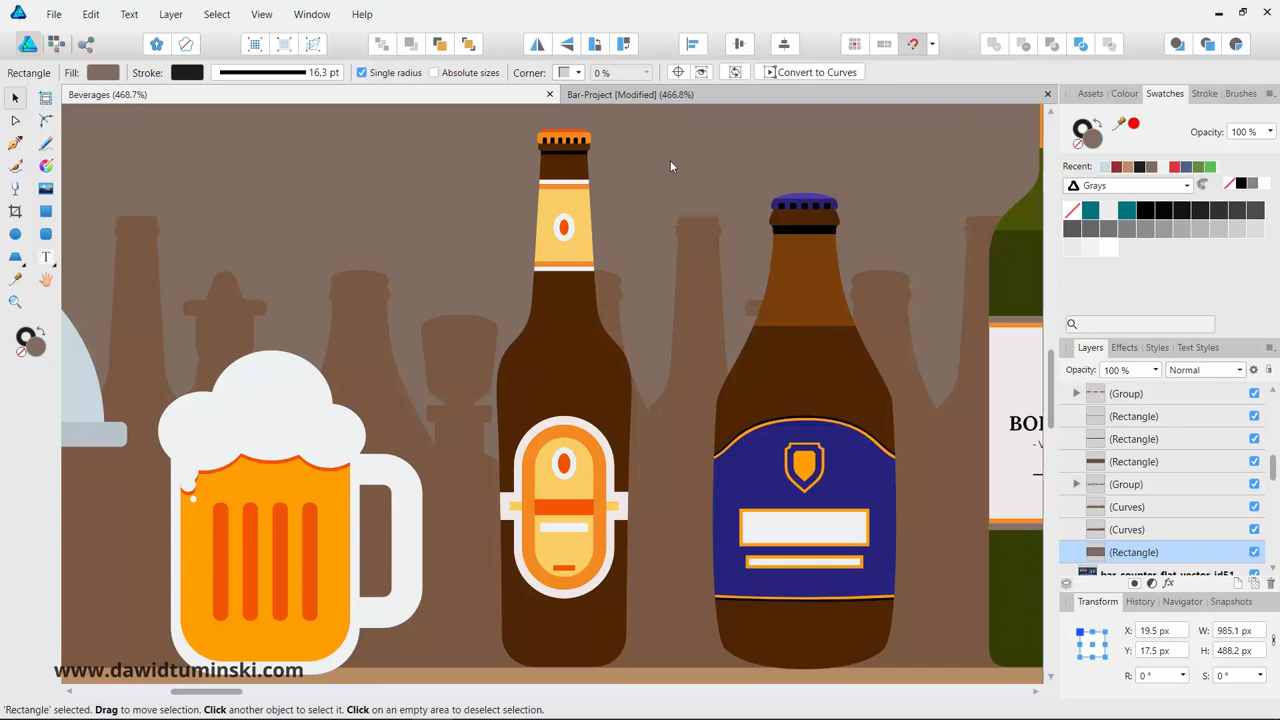 File Edit Text Layer Select View Window Help
Rectangle Fill: Stroke: 16,3 pt Single radius Absolute sizes Corner: 0 % Convert to Curves
Beverages (468.7%) Bar-Project [Modified] (466.8%)
Assets Colour Swatches Stroke Brushes
Opacity: 100 %
Recent:
Grays
BO
- V
Layers Effects Styles Text Styles
Opacity: 100 % Normal
(Group)
(Rectangle)
(Rectangle)
(Rectangle)
(Group)
(Curves)
(Curves)
(Rectangle)
bar_counter_flat_vector_id51
Transform History Navigator Snapshots
X: 19.5 px W: 985.1 px
Y: 17.5 px H: 488.2 px
R: 0 ° S: 0 °
www.dawidtuminski.com
'Rectangle' selected. Drag to move selection. Click another object to select it. Click on an empty area to deselect selection.